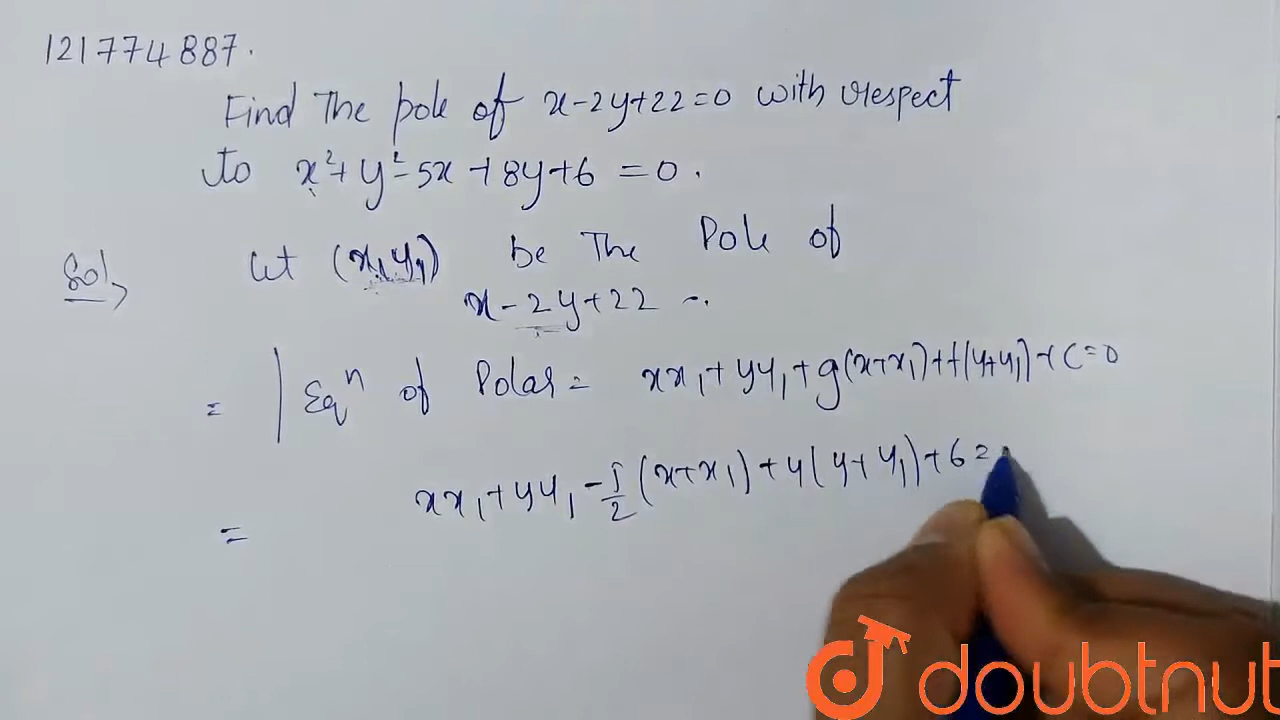 121774887.
Find The pole of x-2y+22=0 with respect
to x²+y²-5x+8y+6=0.
Sol, Let (x₁y₁) be The Pole of
x-2y+22 -.
= | Eqⁿ of Polar = xx₁+yy₁+g(x+x₁)+f(y+y₁)+C=0
= xx₁+yy₁-5/2(x+x₁)+4(y+y₁)+6=
doubtnut